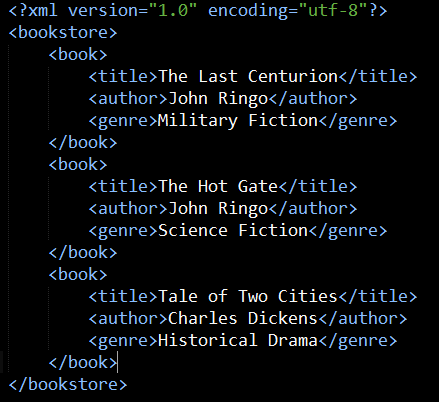 <?xml version="1.0" encoding="utf-8"?>
<bookstore>
    <book>
        <title>The Last Centurion</title>
        <author>John Ringo</author>
        <genre>Military Fiction</genre>
    </book>
    <book>
        <title>The Hot Gate</title>
        <author>John Ringo</author>
        <genre>Science Fiction</genre>
    </book>
    <book>
        <title>Tale of Two Cities</title>
        <author>Charles Dickens</author>
        <genre>Historical Drama</genre>
    </book>
</bookstore>